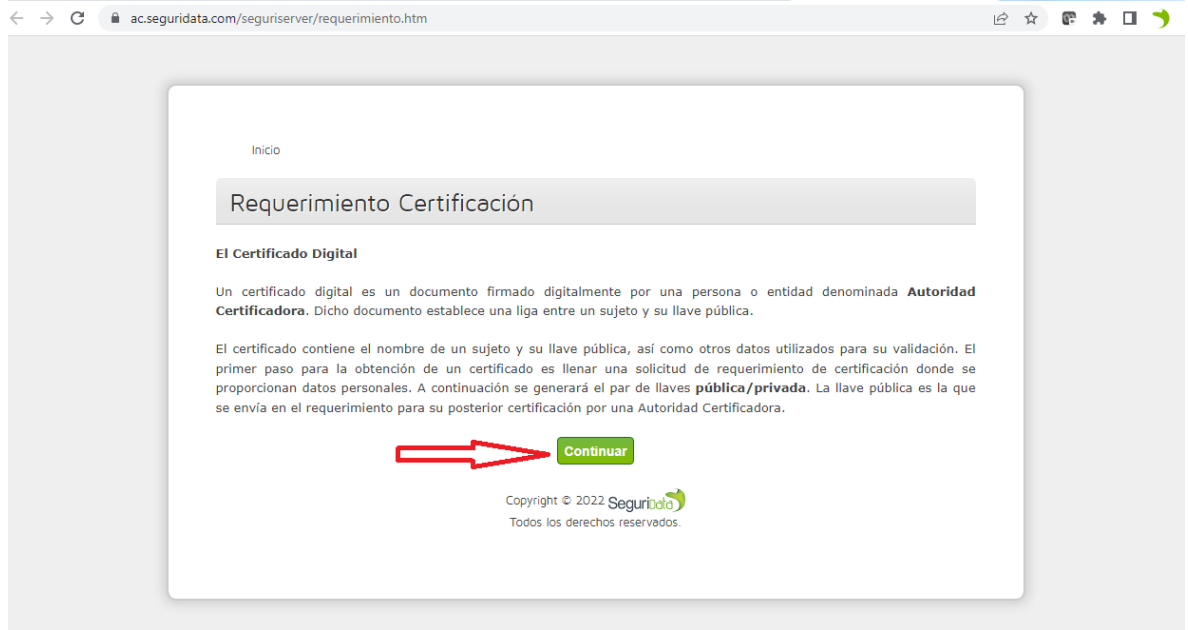 ac.seguridata.com/seguriserver/requerimiento.htm
Inicio
Requerimiento Certificación
El Certificado Digital
Un certificado digital es un documento firmado digitalmente por una persona o entidad denominada Autoridad
Certificadora. Dicho documento establece una liga entre un sujeto y su llave pública.
El certificado contiene el nombre de un sujeto y su llave pública, así como otros datos utilizados para su validación. El
primer paso para la obtención de un certificado es llenar una solicitud de requerimiento de certificación donde se
proporcionan datos personales. A continuación se generará el par de llaves pública/privada. La llave pública es la que
se envía en el requerimiento para su posterior certificación por una Autoridad Certificadora.
Continuar
Copyright © 2022 SeguriData
Todos los derechos reservados.